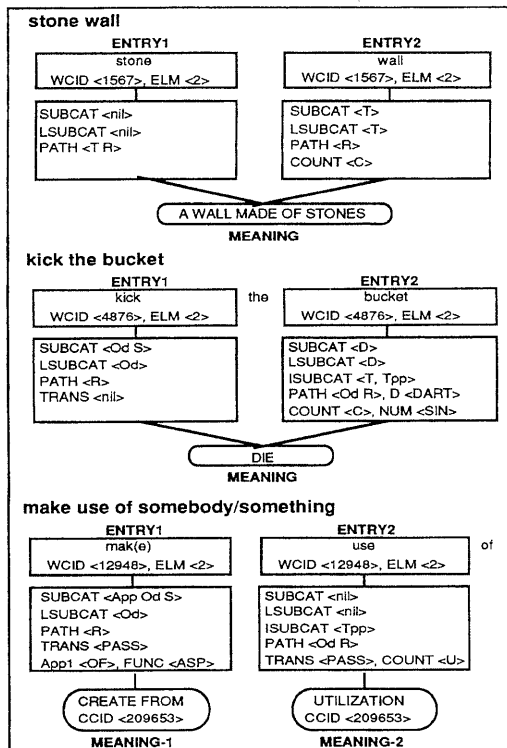 stone wall
ENTRY1 ENTRY2
stone wall
WCID <1567>, ELM <2> WCID <1567>, ELM <2>
SUBCAT <nil> SUBCAT <T>
LSUBCAT <nil> LSUBCAT <T>
PATH <T R> PATH <R>
COUNT <C>
A WALL MADE OF STONES
MEANING
kick the bucket
ENTRY1 ENTRY2
kick the bucket
WCID <4876>, ELM <2> WCID <4876>, ELM <2>
SUBCAT <Od S> SUBCAT <D>
LSUBCAT <Od> LSUBCAT <D>
PATH <R> ISUBCAT <T, Tpp>
TRANS <nil> PATH <Od R>, D <DART>
COUNT <C>, NUM <SIN>
DIE
MEANING
make use of somebody/something
ENTRY1 ENTRY2
mak(e) use of
WCID <12948>, ELM <2> WCID <12948>, ELM <2>
SUBCAT <App Od S> SUBCAT <nil>
LSUBCAT <Od> LSUBCAT <nil>
PATH <R> ISUBCAT <Tpp>
TRANS <PASS> PATH <Od R>
App1 <OF>, FUNC <ASP> TRANS <PASS>, COUNT <U>
CREATE FROM UTILIZATION
CCID <209653> CCID <209653>
MEANING-1 MEANING-2